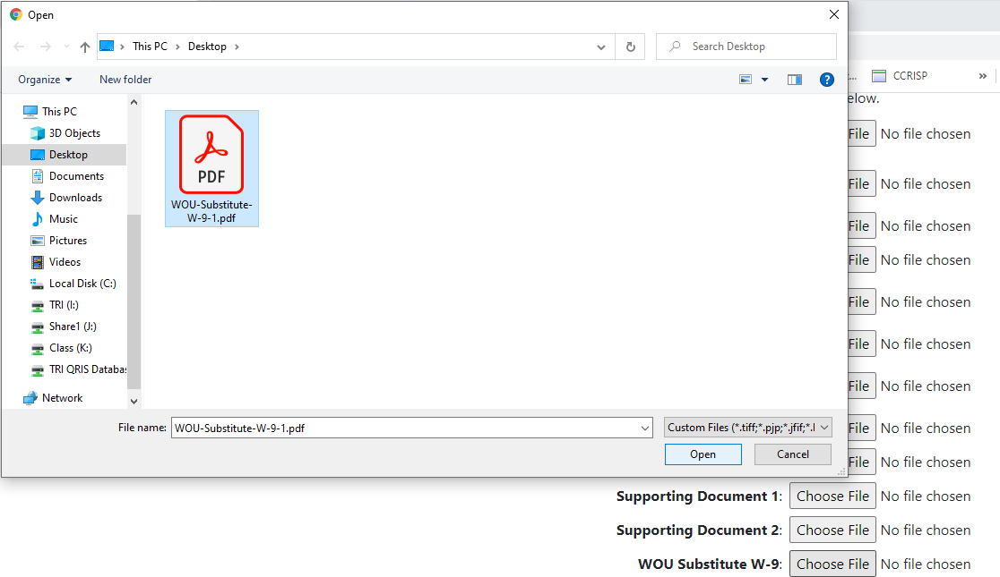 Open
This PC > Desktop >
Search Desktop
Organize
New folder
?
CCRISP
»
This PC
3D Objects
Desktop
Documents
Downloads
Music
Pictures
Videos
Local Disk (C:)
TRI (I:)
Share1 (J:)
Class (K:)
TRI QRIS Databas
Network
PDF
WOU-Substitute-
W-9-1.pdf
File name: WOU-Substitute-W-9-1.pdf
Custom Files (*.tiff;*.pjp;*.jfif;*.l
Open Cancel
elow.
File No file chosen
File No file chosen
File No file chosen
File No file chosen
File No file chosen
File No file chosen
File No file chosen
File No file chosen
File No file chosen
Supporting Document 1: Choose File No file chosen
Supporting Document 2: Choose File No file chosen
WOU Substitute W-9: Choose File No file chosen